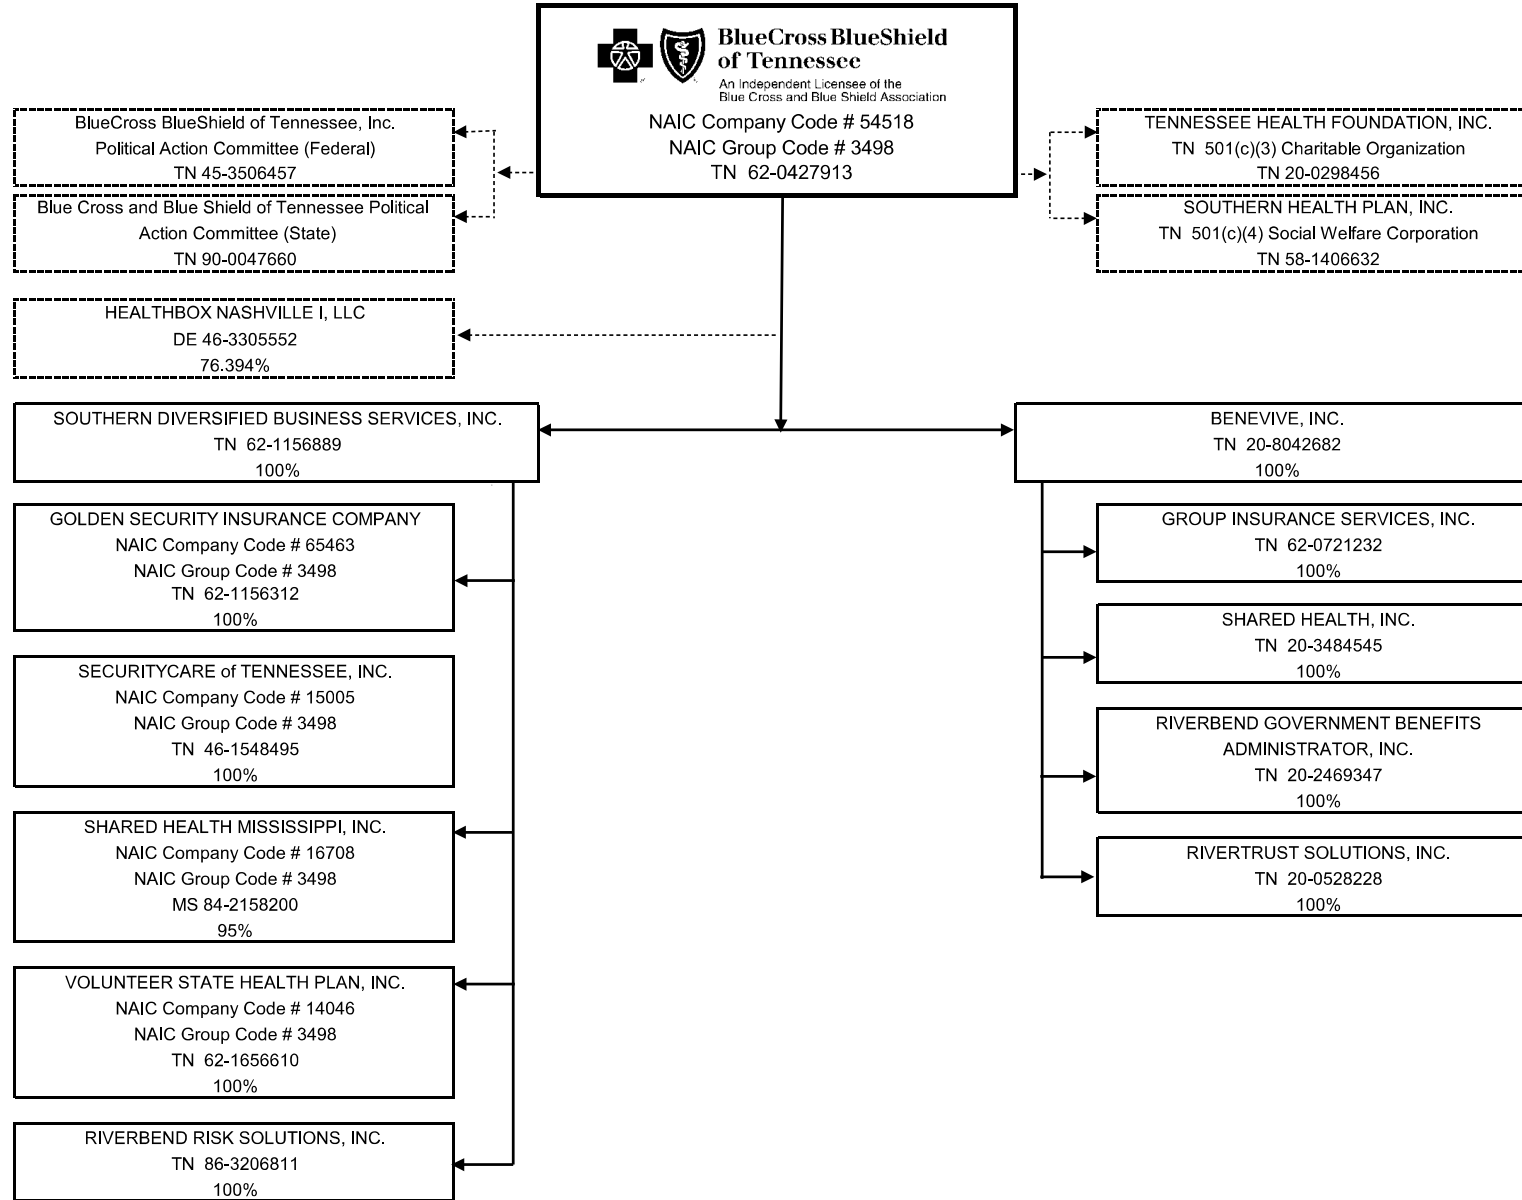 BlueCross BlueShield
of Tennessee
An Independent Licensee of the
Blue Cross and Blue Shield Association
NAIC Company Code # 54518
NAIC Group Code # 3498
TN 62-0427913
BlueCross BlueShield of Tennessee, Inc.
Political Action Committee (Federal)
TN 45-3506457
Blue Cross and Blue Shield of Tennessee Political
Action Committee (State)
TN 90-0047660
TENNESSEE HEALTH FOUNDATION, INC.
TN 501(c)(3) Charitable Organization
TN 20-0298456
SOUTHERN HEALTH PLAN, INC.
TN 501(c)(4) Social Welfare Corporation
TN 58-1406632
HEALTHBOX NASHVILLE I, LLC
DE 46-3305552
76.394%
SOUTHERN DIVERSIFIED BUSINESS SERVICES, INC.
TN 62-1156889
100%
GOLDEN SECURITY INSURANCE COMPANY
NAIC Company Code # 65463
NAIC Group Code # 3498
TN 62-1156312
100%
SECURITYCARE of TENNESSEE, INC.
NAIC Company Code # 15005
NAIC Group Code # 3498
TN 46-1548495
100%
SHARED HEALTH MISSISSIPPI, INC.
NAIC Company Code # 16708
NAIC Group Code # 3498
MS 84-2158200
95%
VOLUNTEER STATE HEALTH PLAN, INC.
NAIC Company Code # 14046
NAIC Group Code # 3498
TN 62-1656610
100%
RIVERBEND RISK SOLUTIONS, INC.
TN 86-3206811
100%
BENEVIVE, INC.
TN 20-8042682
100%
GROUP INSURANCE SERVICES, INC.
TN 62-0721232
100%
SHARED HEALTH, INC.
TN 20-3484545
100%
RIVERBEND GOVERNMENT BENEFITS
ADMINISTRATOR, INC.
TN 20-2469347
100%
RIVERTRUST SOLUTIONS, INC.
TN 20-0528228
100%